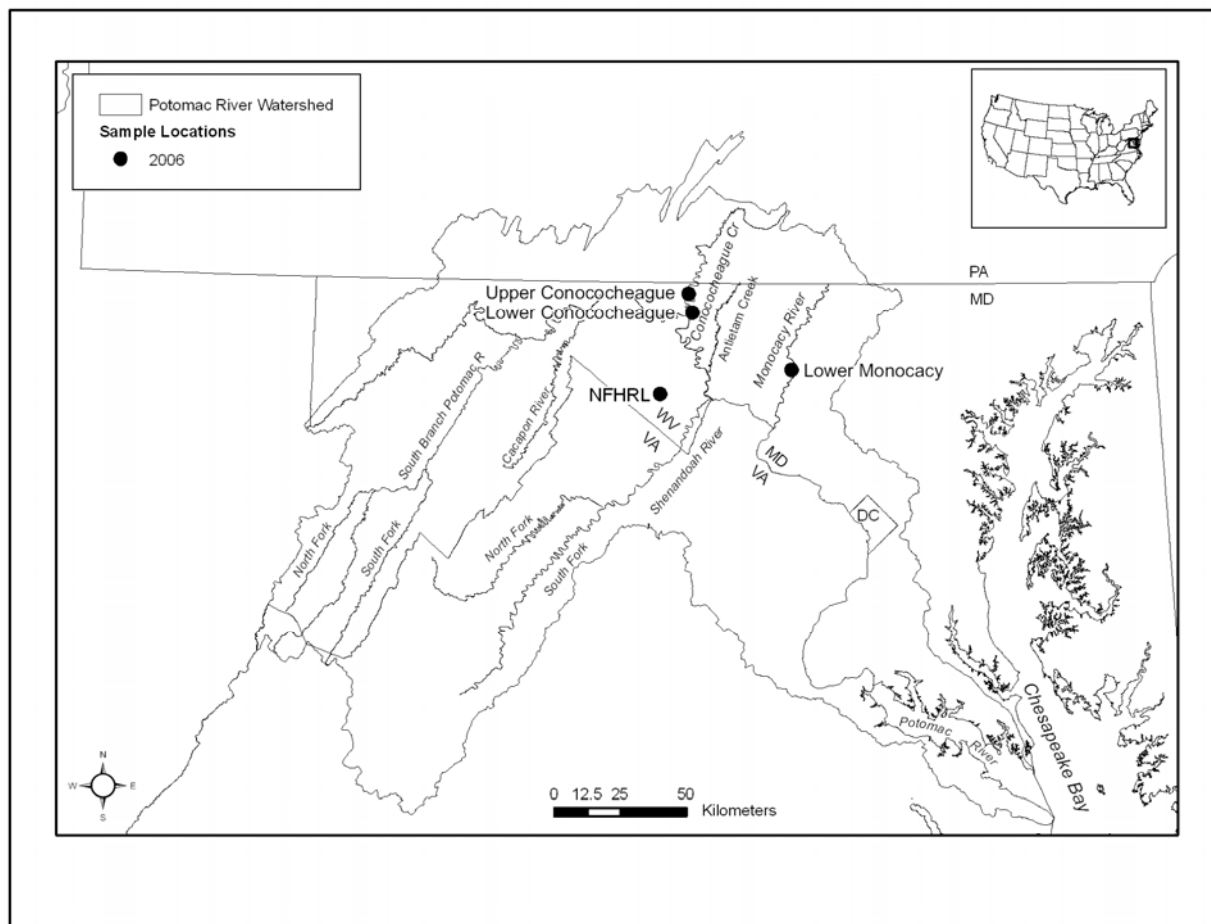 Potomac River Watershed
Sample Locations
2006
PA
MD
Upper Conococheague
Lower Conococheague
Conococheague Cr
Antietam Creek
Monocacy River
Lower Monocacy
South Branch Potomac R
Cacapon River
NFHRL
WV
VA
Shenandoah River
MD
VA
DC
North Fork
South Fork
North Fork
South Fork
Potomac River
Chesapeake Bay
N
W
E
S
0 12.5 25 50
Kilometers